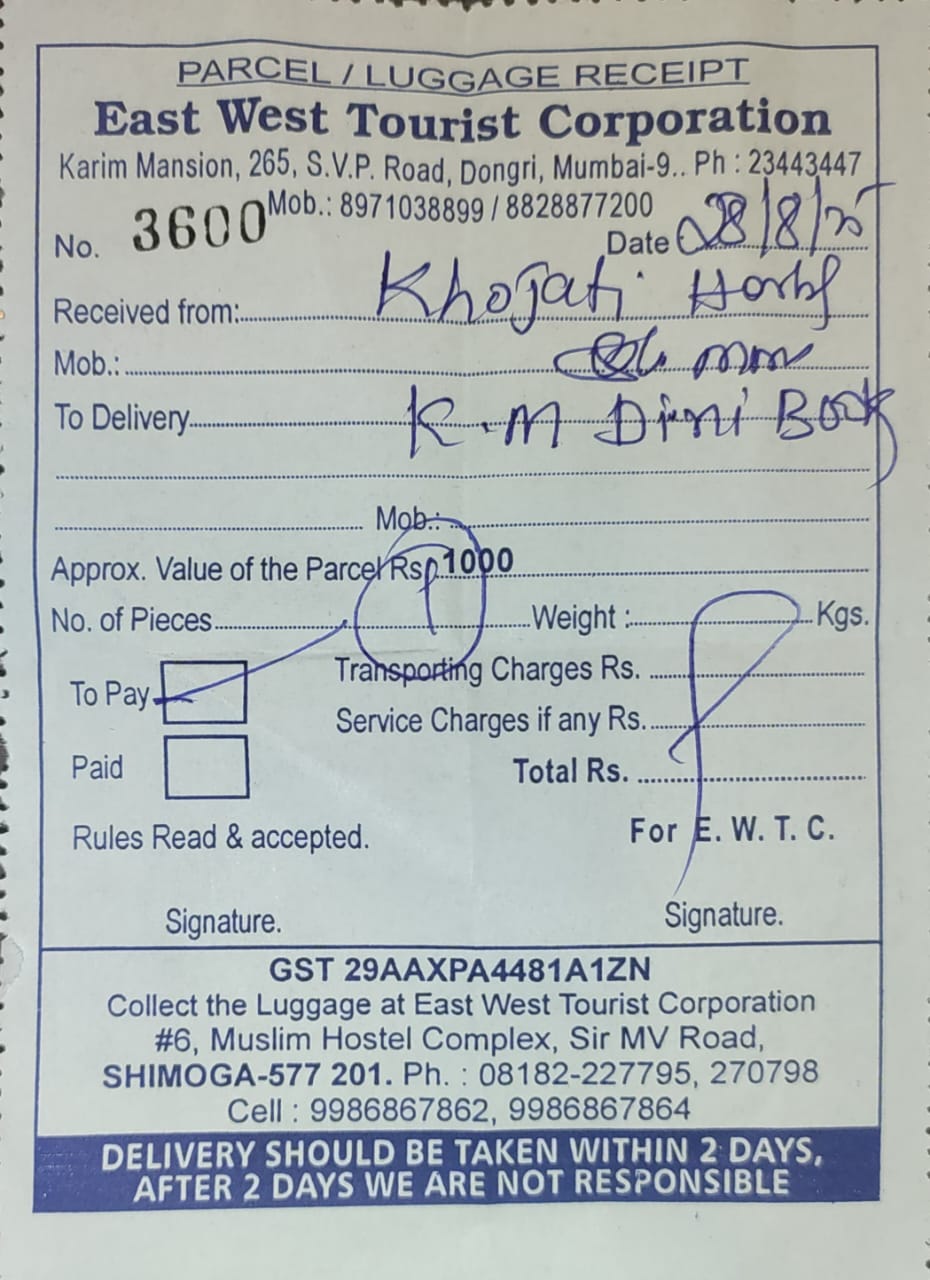 PARCEL / LUGGAGE RECEIPT
East West Tourist Corporation
Karim Mansion, 265, S.V.P. Road, Dongri, Mumbai-9.. Ph : 23443447
Mob.: 8971038899 / 8828877200
No. 3600 Date 28/8/25
Received from: Khojati
Mob.:
To Delivery K.M Dini Book
Mob.:
Approx. Value of the Parcel Rs. 1000
No. of Pieces 1 Weight : Kgs.
To Pay Transporting Charges Rs.
Service Charges if any Rs.
Paid Total Rs.
Rules Read & accepted. For E. W. T. C.
Signature. Signature.
GST 29AAXPA4481A1ZN
Collect the Luggage at East West Tourist Corporation
#6, Muslim Hostel Complex, Sir MV Road,
SHIMOGA-577 201. Ph. : 08182-227795, 270798
Cell : 9986867862, 9986867864
DELIVERY SHOULD BE TAKEN WITHIN 2 DAYS,
AFTER 2 DAYS WE ARE NOT RESPONSIBLE